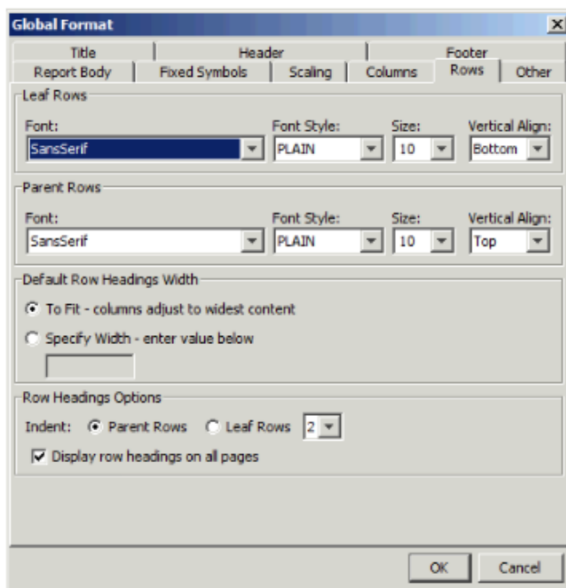 Global Format
Title Header Footer
Report Body Fixed Symbols Scaling Columns Rows Other
Leaf Rows
Font: Font Style: Size: Vertical Align:
SansSerif PLAIN 10 Bottom
Parent Rows
Font: Font Style: Size: Vertical Align:
SansSerif PLAIN 10 Top
Default Row Headings Width
To Fit - columns adjust to widest content
Specify Width - enter value below
Row Headings Options
Indent: Parent Rows Leaf Rows 2
Display row headings on all pages
OK Cancel